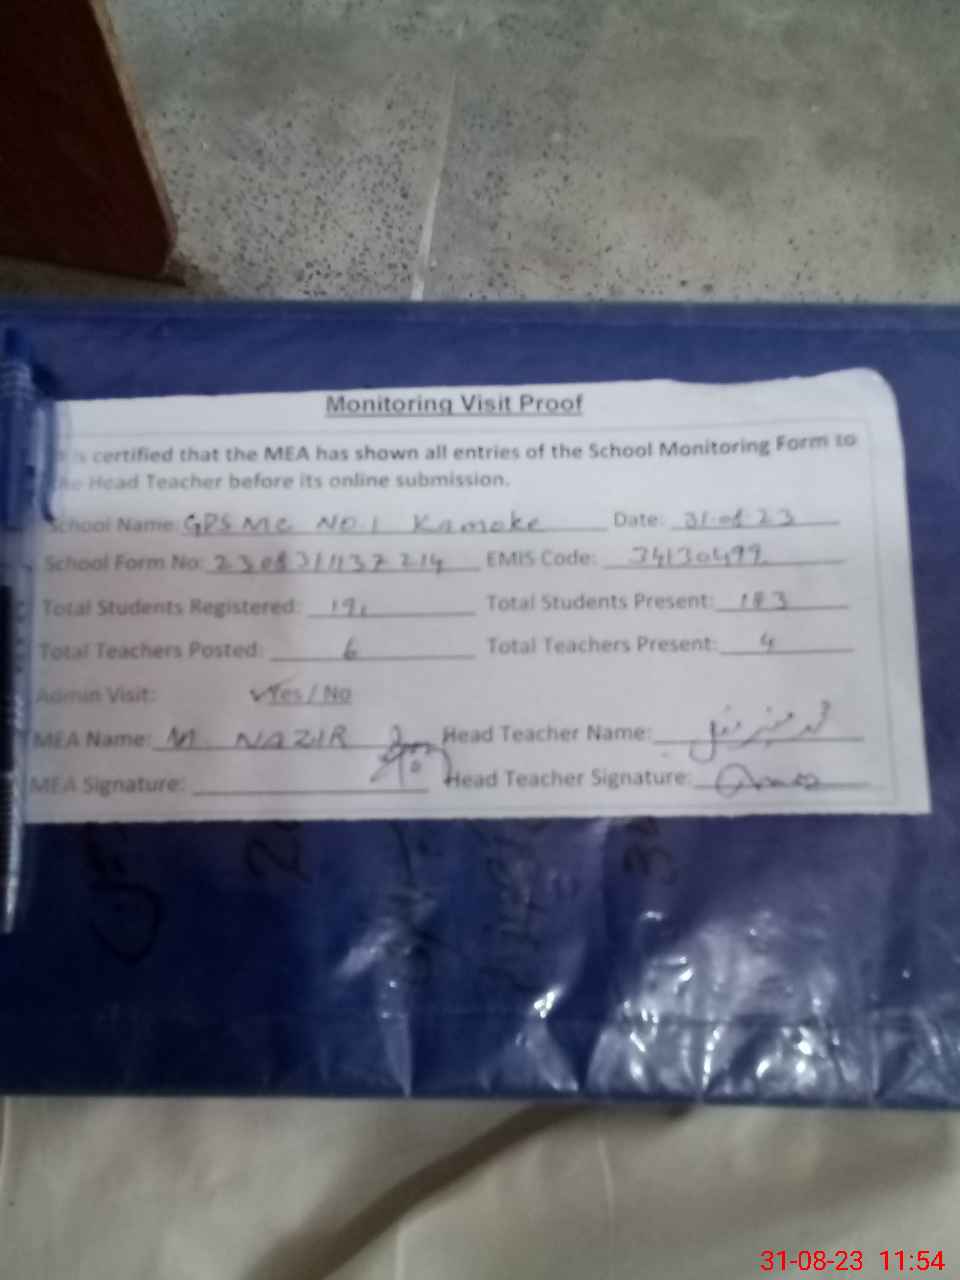 Monitoring Visit Proof
is certified that the MEA has shown all entries of the School Monitoring Form to
Head Teacher before its online submission.
School Name: GPS MC NO.1 Kamoke Date: 31.08.23
School Form No: EMIS Code: 34130499
Total Students Registered: Total Students Present: 183
Total Teachers Posted: 6 Total Teachers Present: 4
Admin Visit: ✓Yes / No
MEA Name: M. NAZIR Head Teacher Name:
MEA Signature: Head Teacher Signature:
31-08-23 11:54